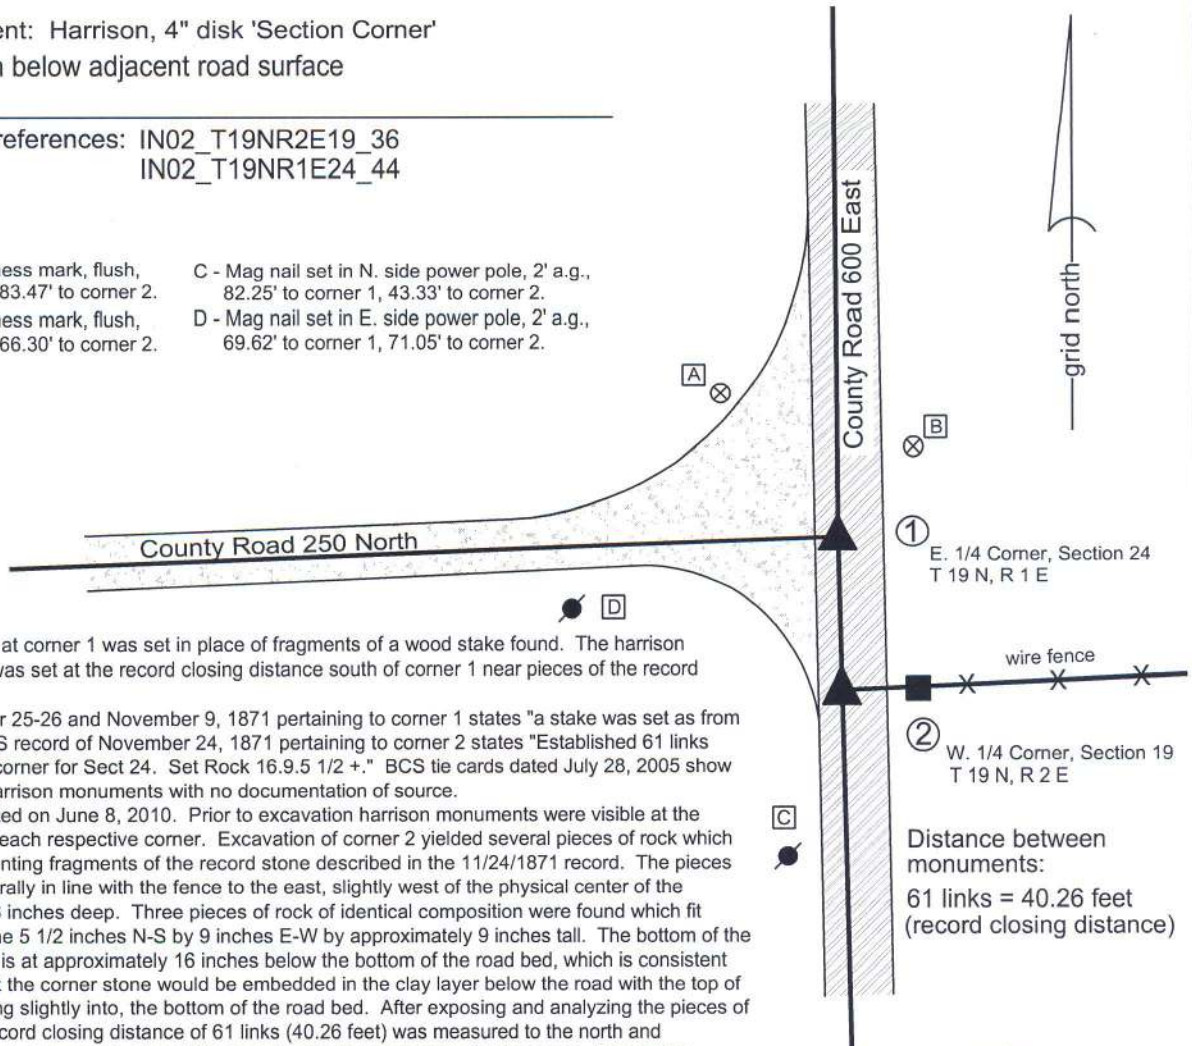 ent: Harrison, 4" disk 'Section Corner'
n below adjacent road surface
references: IN02_T19NR2E19_36
IN02_T19NR1E24_44
ness mark, flush,
83.47' to corner 2.
ness mark, flush,
66.30' to corner 2.
C - Mag nail set in N. side power pole, 2' a.g.,
82.25' to corner 1, 43.33' to corner 2.
D - Mag nail set in E. side power pole, 2' a.g.,
69.62' to corner 1, 71.05' to corner 2.
County Road 600 East
grid north
A
B
County Road 250 North
1
E. 1/4 Corner, Section 24
T 19 N, R 1 E
D
wire fence
2
W. 1/4 Corner, Section 19
T 19 N, R 2 E
C
Distance between
monuments:
61 links = 40.26 feet
(record closing distance)
at corner 1 was set in place of fragments of a wood stake found. The harrison
was set at the record closing distance south of corner 1 near pieces of the record
r 25-26 and November 9, 1871 pertaining to corner 1 states "a stake was set as from
S record of November 24, 1871 pertaining to corner 2 states "Established 61 links
corner for Sect 24. Set Rock 16.9.5 1/2 +." BCS tie cards dated July 28, 2005 show
arrison monuments with no documentation of source.
ed on June 8, 2010. Prior to excavation harrison monuments were visible at the
each respective corner. Excavation of corner 2 yielded several pieces of rock which
nting fragments of the record stone described in the 11/24/1871 record. The pieces
rally in line with the fence to the east, slightly west of the physical center of the
inches deep. Three pieces of rock of identical composition were found which fit
ne 5 1/2 inches N-S by 9 inches E-W by approximately 9 inches tall. The bottom of the
is at approximately 16 inches below the bottom of the road bed, which is consistent
the corner stone would be embedded in the clay layer below the road with the top of
ng slightly into, the bottom of the road bed. After exposing and analyzing the pieces of
cord closing distance of 61 links (40.26 feet) was measured to the north and